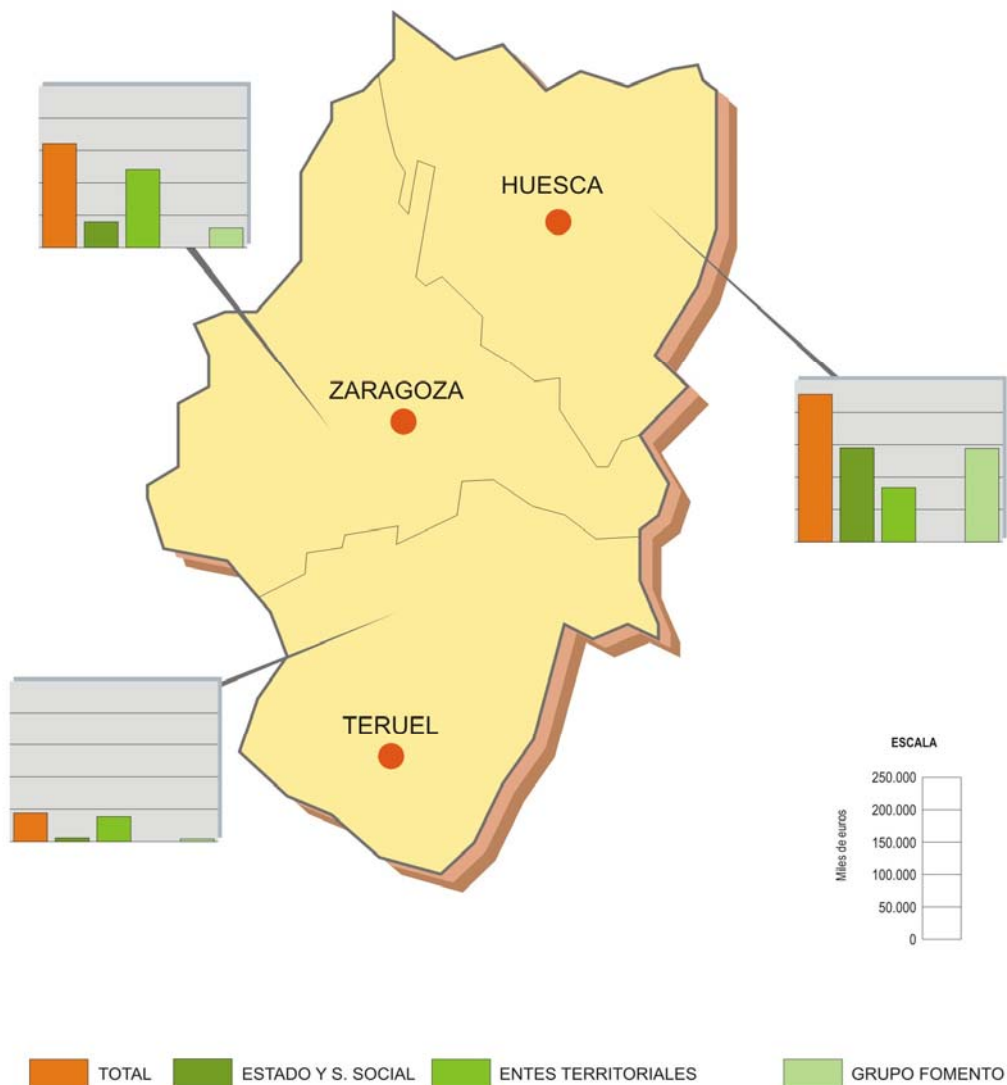 HUESCA
ZARAGOZA
TERUEL
ESCALA
Miles de euros
250.000
200.000
150.000
100.000
50.000
0
TOTAL
ESTADO Y S. SOCIAL
ENTES TERRITORIALES
GRUPO FOMENTO